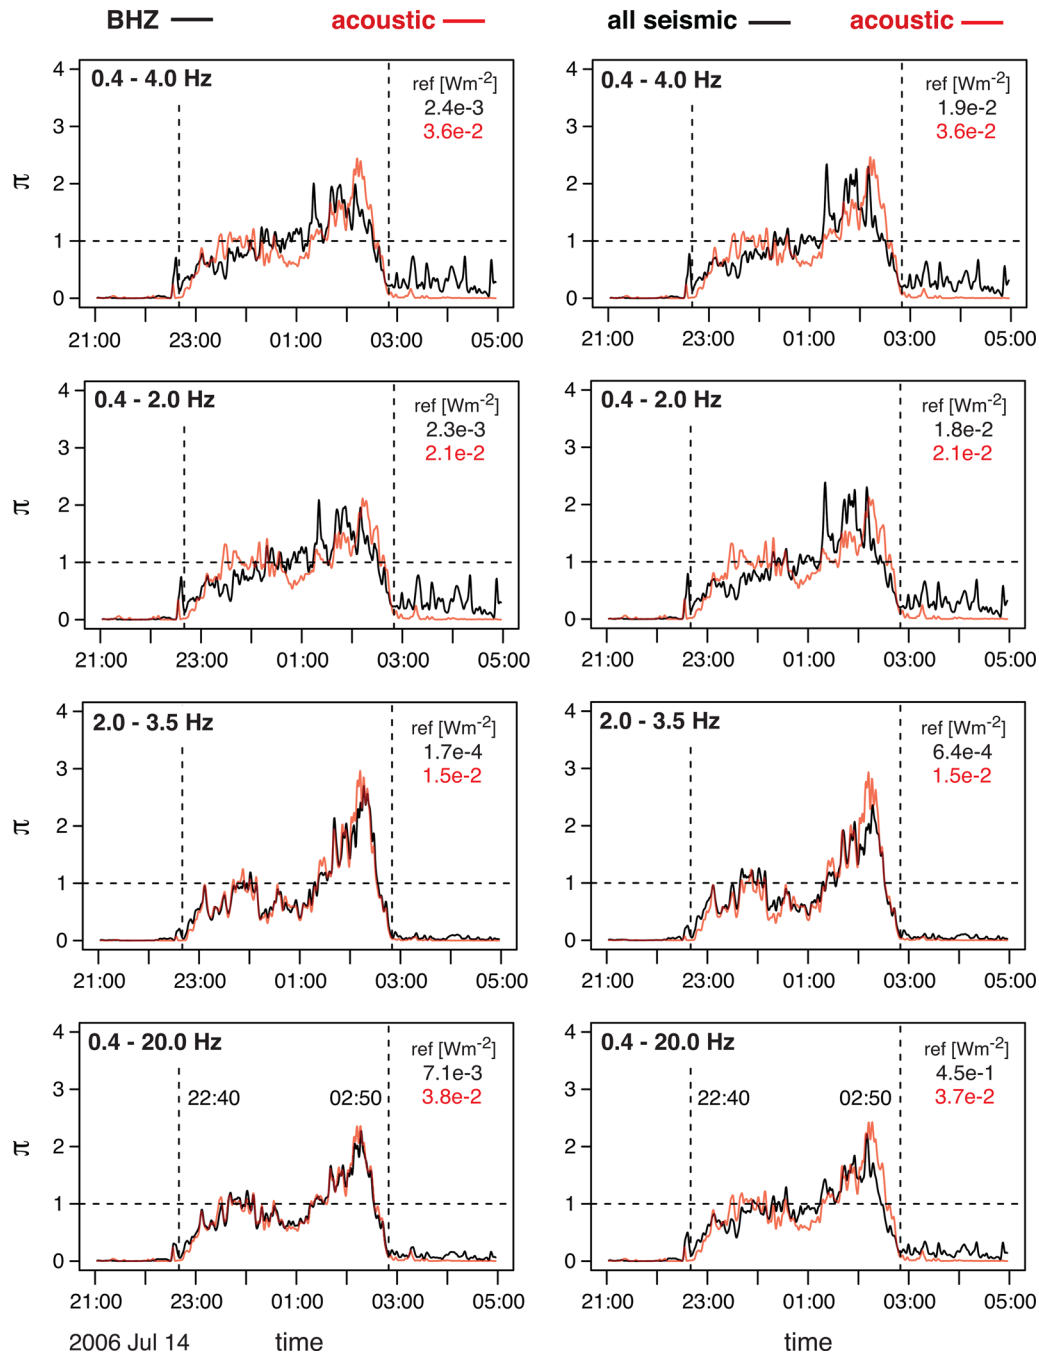 BHZ acoustic all seismic acoustic
0.4 - 4.0 Hz
ref [Wm-2]
2.4e-3
3.6e-2
4
3
2
1
0
π
21:00 23:00 01:00 03:00 05:00
0.4 - 4.0 Hz
ref [Wm-2]
1.9e-2
3.6e-2
4
3
2
1
0
21:00 23:00 01:00 03:00 05:00
0.4 - 2.0 Hz
ref [Wm-2]
2.3e-3
2.1e-2
4
3
2
1
0
π
21:00 23:00 01:00 03:00 05:00
0.4 - 2.0 Hz
ref [Wm-2]
1.8e-2
2.1e-2
4
3
2
1
0
21:00 23:00 01:00 03:00 05:00
2.0 - 3.5 Hz
ref [Wm-2]
1.7e-4
1.5e-2
4
3
2
1
0
π
21:00 23:00 01:00 03:00 05:00
2.0 - 3.5 Hz
ref [Wm-2]
6.4e-4
1.5e-2
4
3
2
1
0
21:00 23:00 01:00 03:00 05:00
0.4 - 20.0 Hz
ref [Wm-2]
7.1e-3
3.8e-2
22:40 02:50
4
3
2
1
0
π
21:00 23:00 01:00 03:00 05:00
2006 Jul 14 time
0.4 - 20.0 Hz
ref [Wm-2]
4.5e-1
3.7e-2
22:40 02:50
4
3
2
1
0
21:00 23:00 01:00 03:00 05:00
time